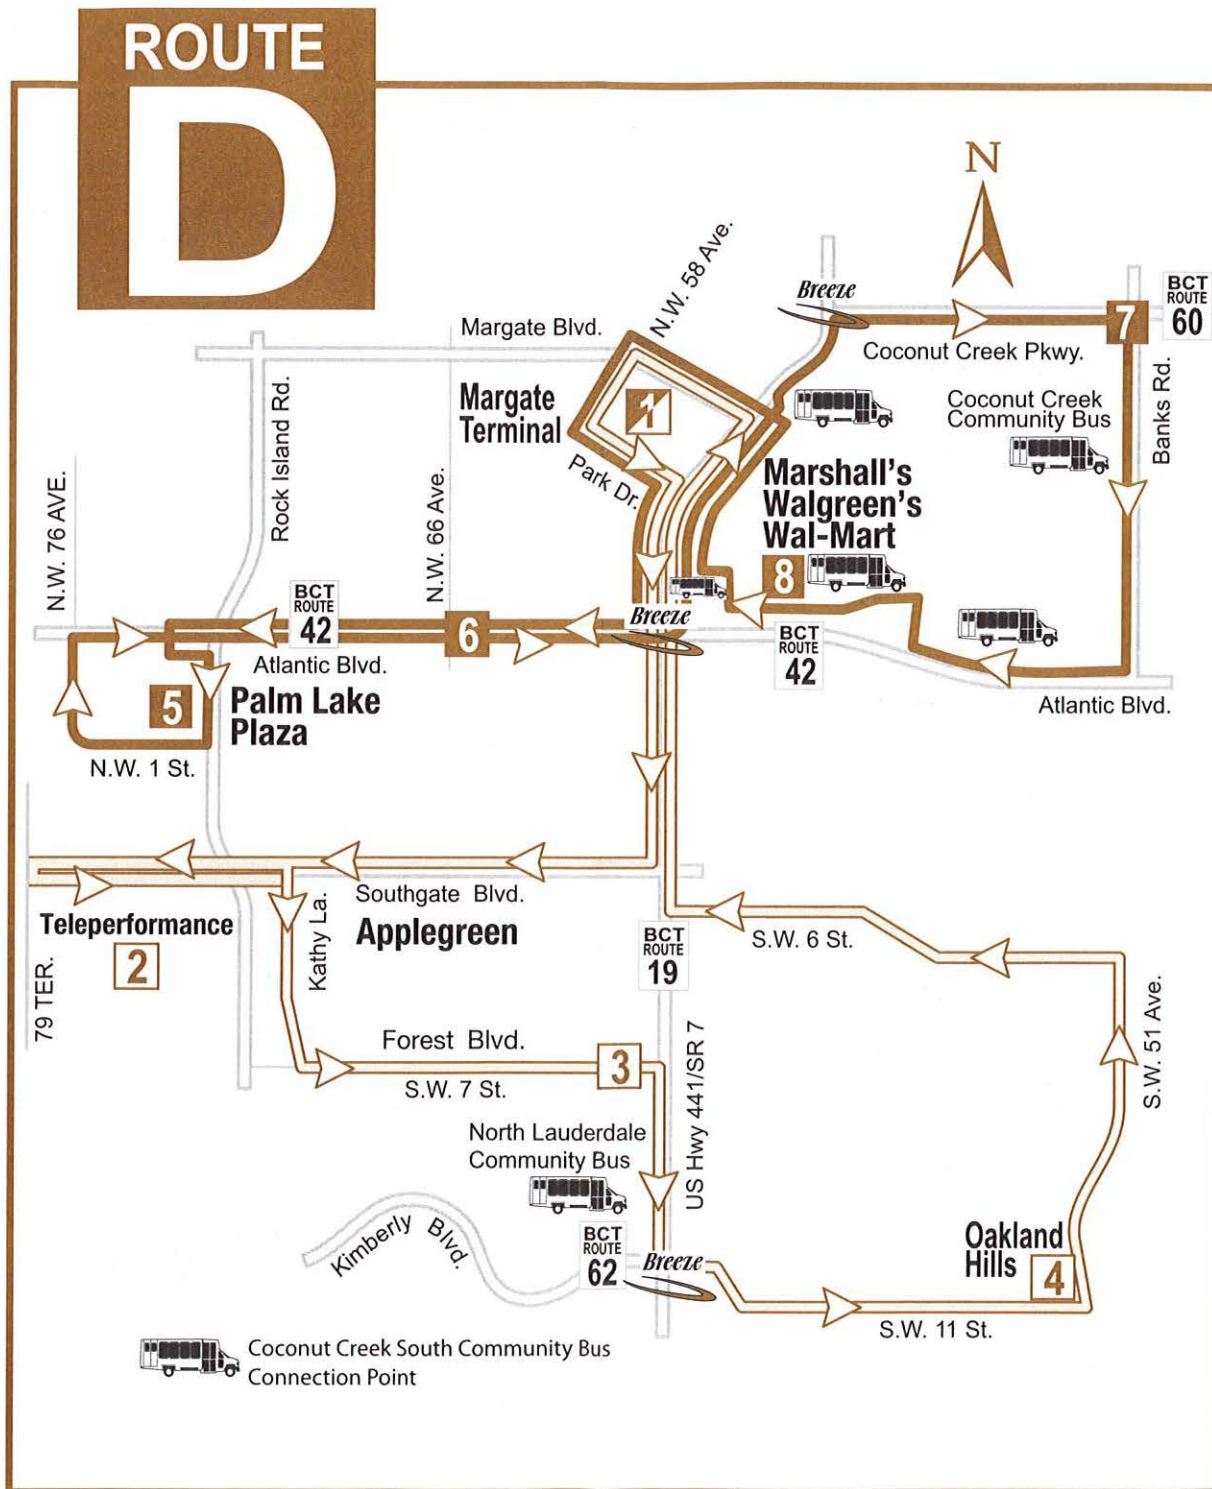 ROUTE
D
N
Breeze
BCT
ROUTE
60
7
N.W. 58 Ave.
Margate Blvd.
Coconut Creek Pkwy.
Margate
Terminal
1
Coconut Creek
Community Bus
Banks Rd.
Rock Island Rd.
Park Dr.
Marshall's
Walgreen's
Wal-Mart
8
N.W. 76 AVE.
N.W. 66 Ave.
BCT
ROUTE
42
6
Breeze
BCT
ROUTE
42
Atlantic Blvd.
Atlantic Blvd.
5
Palm Lake
Plaza
N.W. 1 St.
Southgate Blvd.
Applegreen
Teleperformance
2
Kathy La.
79 TER.
BCT
ROUTE
19
S.W. 6 St.
S.W. 51 Ave.
Forest Blvd.
3
S.W. 7 St.
US Hwy 441/SR 7
North Lauderdale
Community Bus
Kimberly Blvd.
BCT
ROUTE
62
Breeze
Oakland
Hills
4
S.W. 11 St.
Coconut Creek South Community Bus
Connection Point